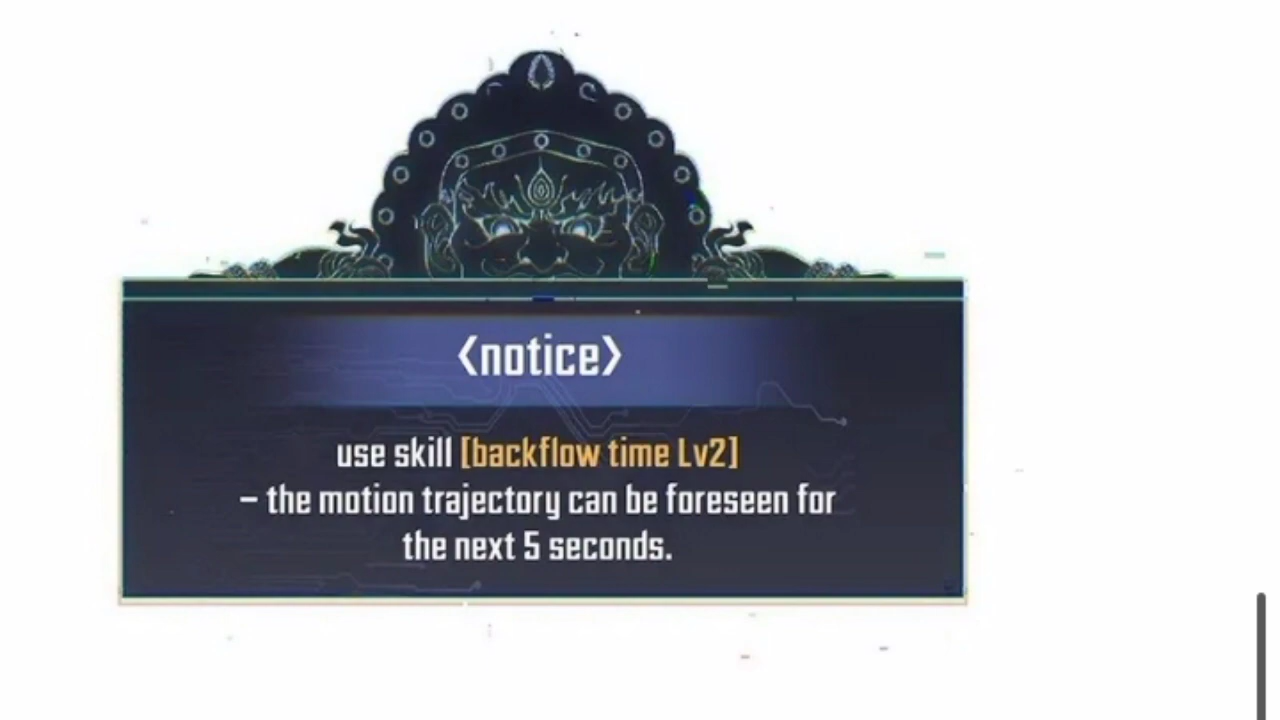 <notice>
use skill [backflow time Lv2]
– the motion trajectory can be foreseen for
the next 5 seconds.